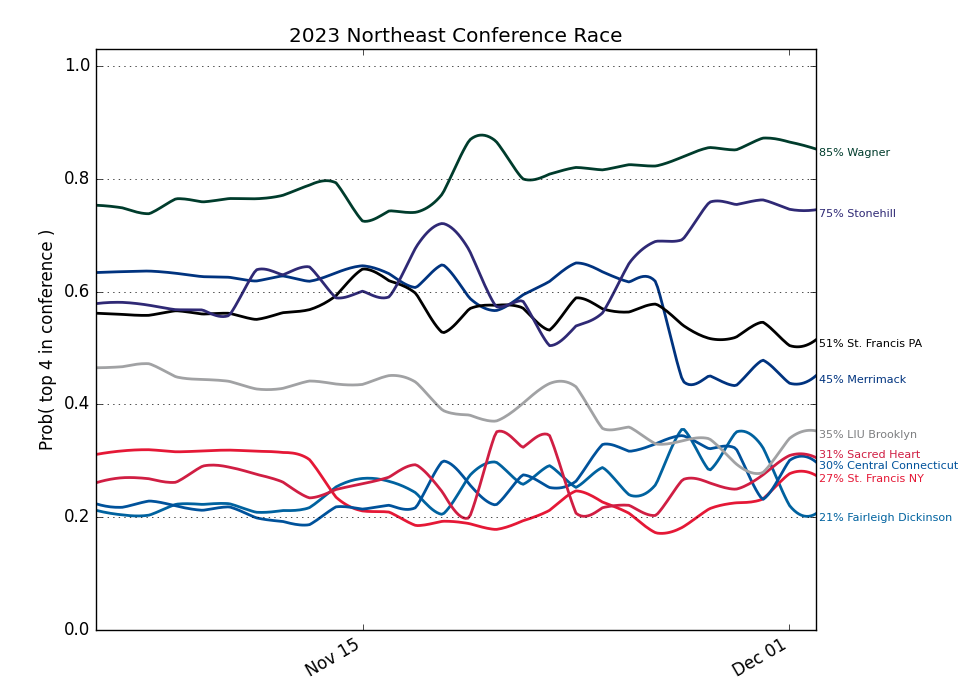 2023 Northeast Conference Race
Prob( top 4 in conference )
1.0
0.8
0.6
0.4
0.2
0.0
Nov 15
Dec 01
85% Wagner
75% Stonehill
51% St. Francis PA
45% Merrimack
35% LIU Brooklyn
31% Sacred Heart
30% Central Connecticut
27% St. Francis NY
21% Fairleigh Dickinson